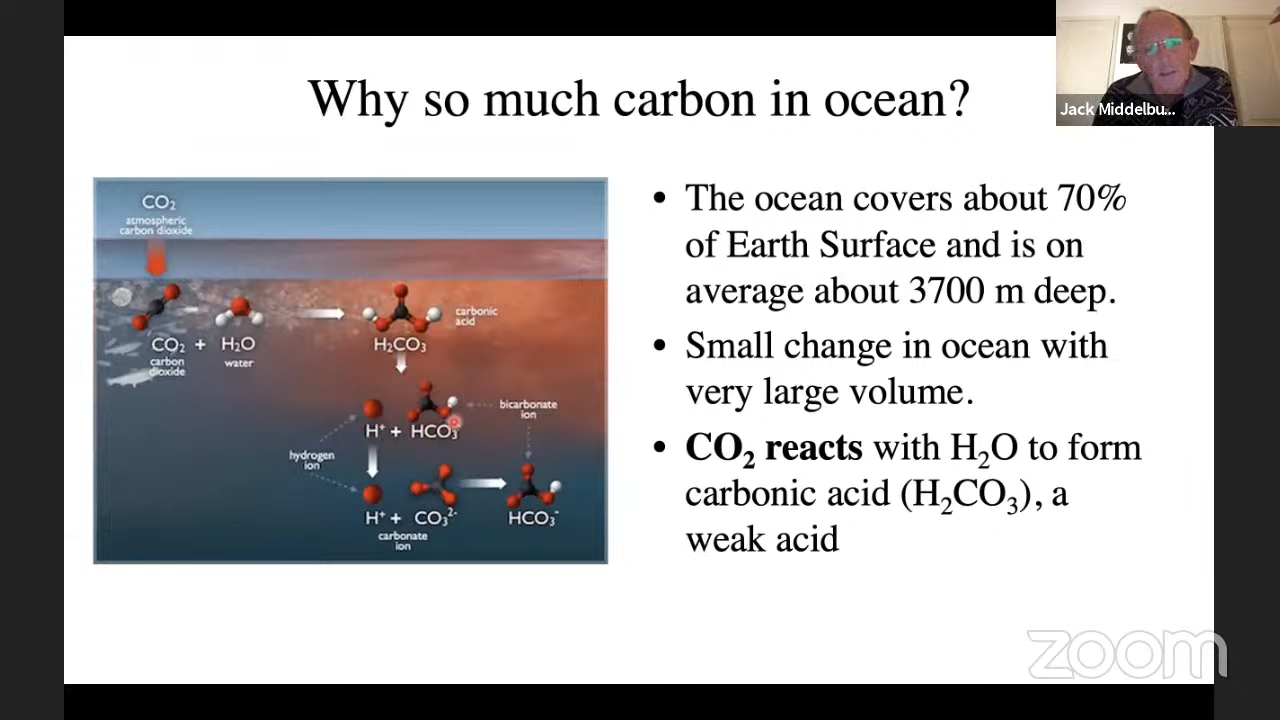 Why so much carbon in ocean?
Jack Middelbu...
CO₂
atmospheric
carbon dioxide
CO₂ + H₂O
carbon
dioxide
water
H₂CO₃
carbonic
acid
H⁺ + HCO₃⁻
bicarbonate
ion
hydrogen
ion
H⁺ + CO₃²⁻
carbonate
ion
HCO₃⁻
• The ocean covers about 70%
of Earth Surface and is on
average about 3700 m deep.
• Small change in ocean with
very large volume.
• CO₂ reacts with H₂O to form
carbonic acid (H₂CO₃), a
weak acid
zoom